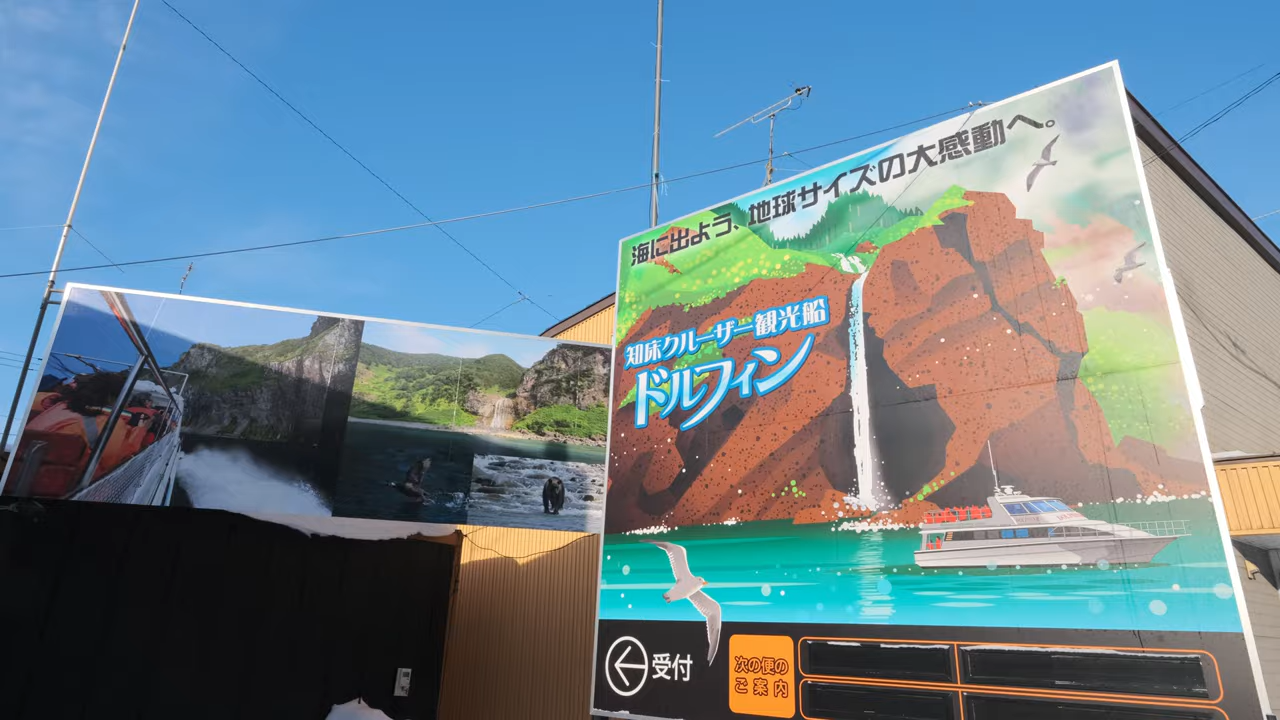 海に出よう、地球サイズの大感動へ。
知床クルーザー観光船
ドルフィン
受付
次の便の
ご案内